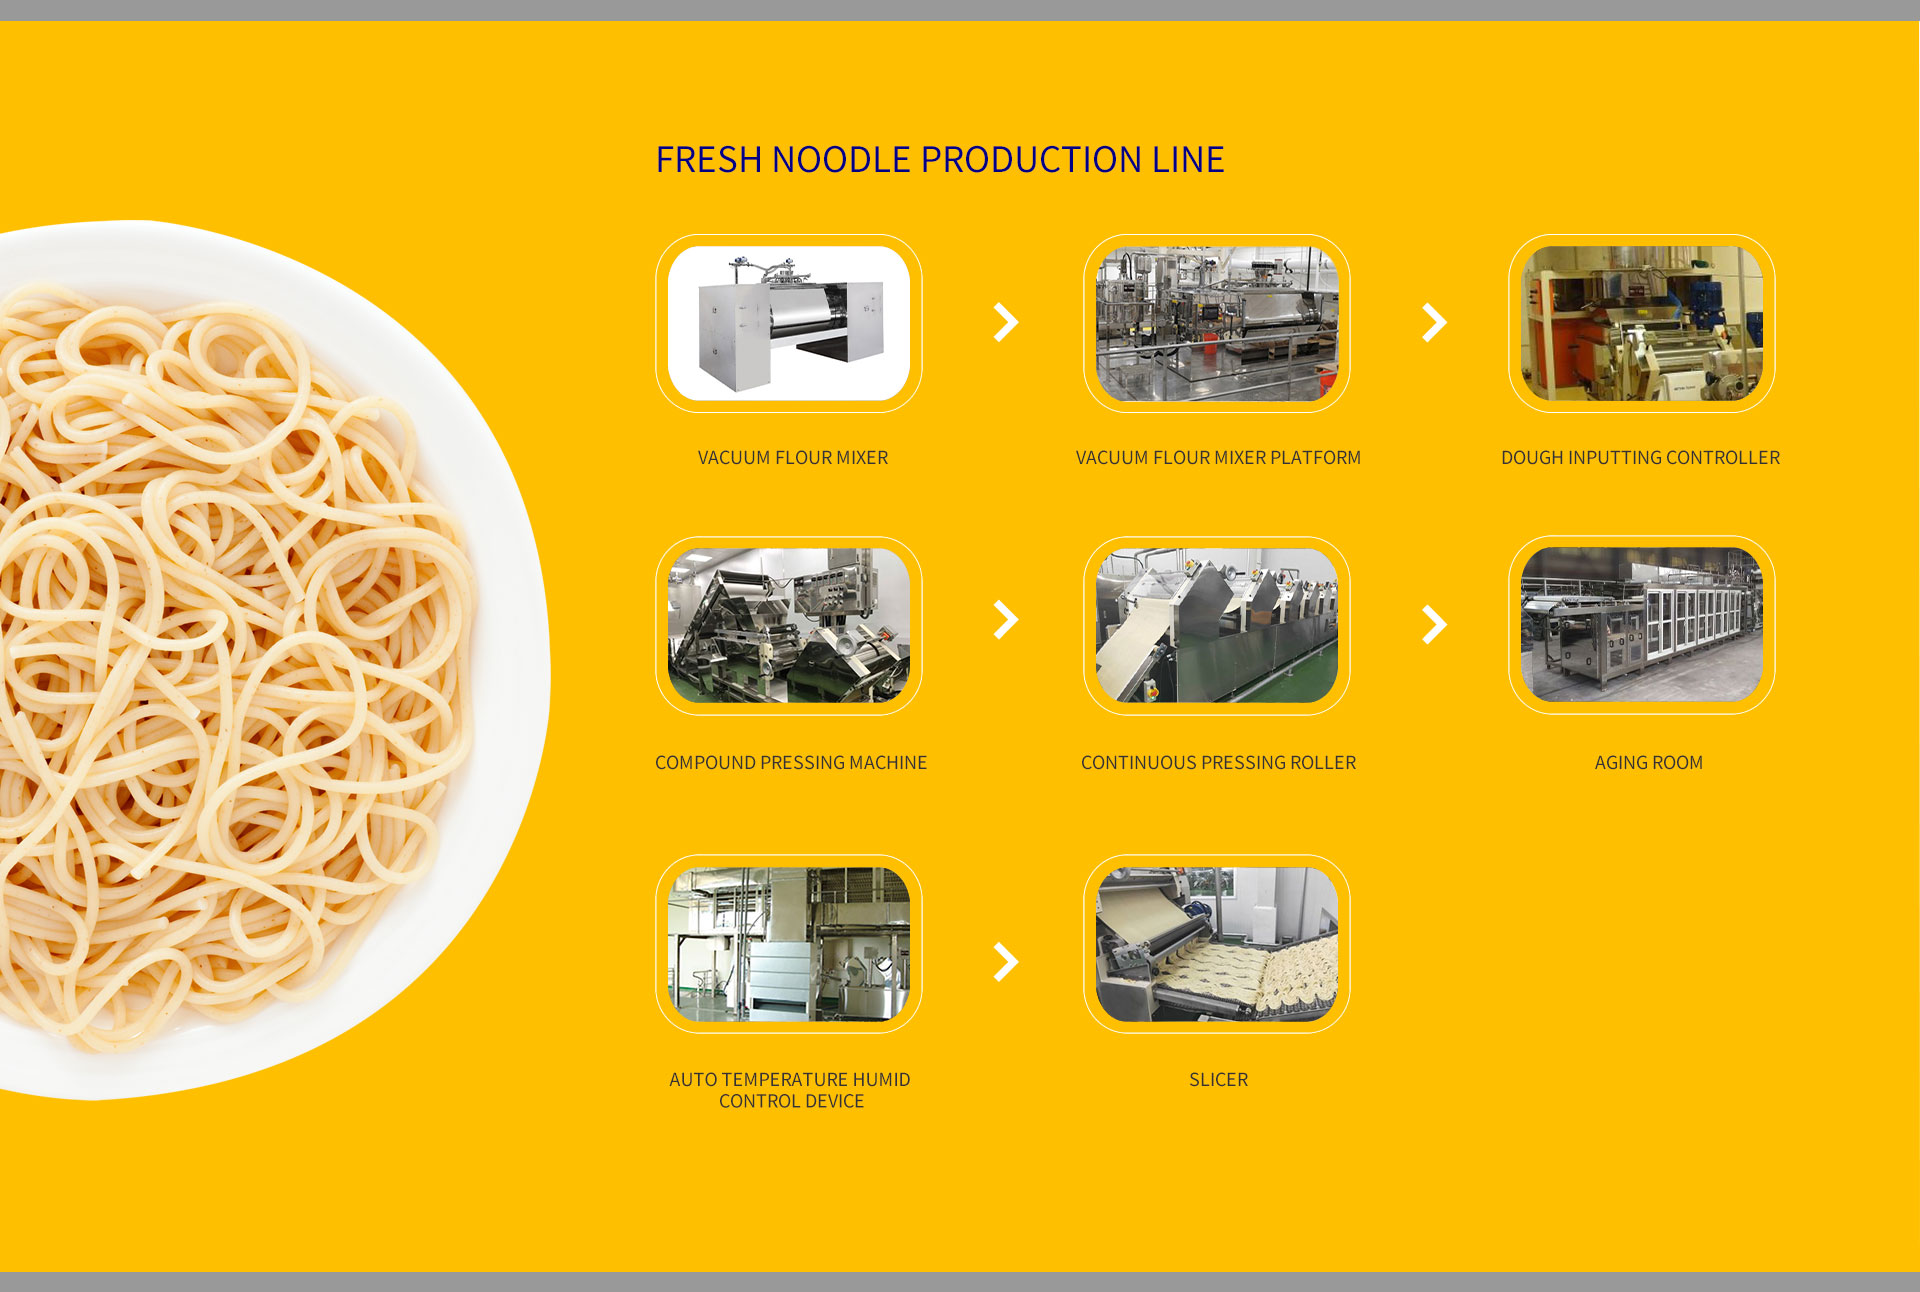 FRESH NOODLE PRODUCTION LINE
VACUUM FLOUR MIXER
VACUUM FLOUR MIXER PLATFORM
DOUGH INPUTTING CONTROLLER
COMPOUND PRESSING MACHINE
CONTINUOUS PRESSING ROLLER
AGING ROOM
AUTO TEMPERATURE HUMID
CONTROL DEVICE
SLICER